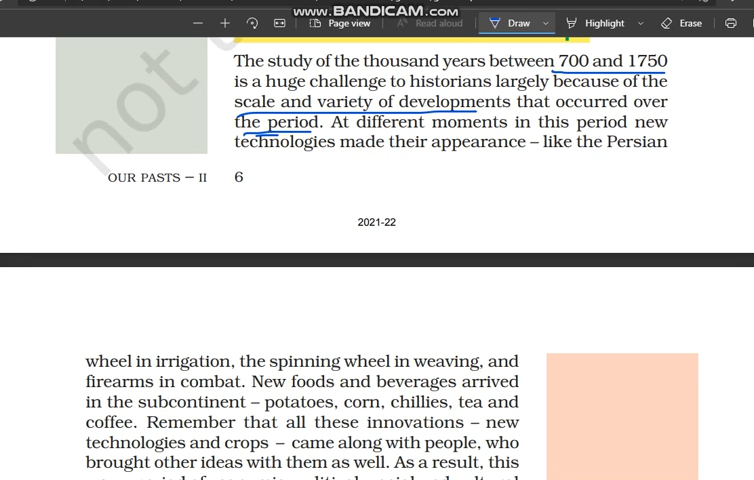 www.BANDICAM.com
Page view
Read aloud
Draw
Highlight
Erase
The study of the thousand years between 700 and 1750
is a huge challenge to historians largely because of the
scale and variety of developments that occurred over
the period. At different moments in this period new
technologies made their appearance – like the Persian
not
OUR PASTS – II 6
2021-22
wheel in irrigation, the spinning wheel in weaving, and
firearms in combat. New foods and beverages arrived
in the subcontinent – potatoes, corn, chillies, tea and
coffee. Remember that all these innovations – new
technologies and crops – came along with people, who
brought other ideas with them as well. As a result, this